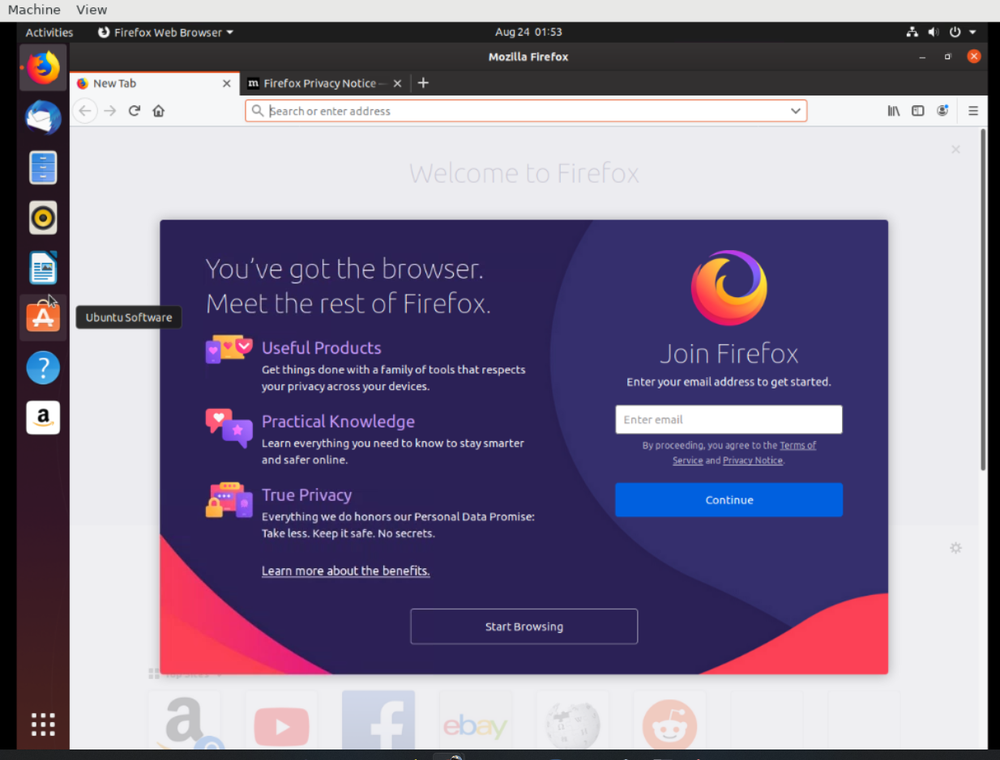 Machine View
Activities Firefox Web Browser Aug 24 01:53
Mozilla Firefox
New Tab Firefox Privacy Notice —
Search or enter address
Welcome to Firefox
You've got the browser.
Meet the rest of Firefox.
Useful Products
Get things done with a family of tools that respects
your privacy across your devices.
Practical Knowledge
Learn everything you need to know to stay smarter
and safer online.
True Privacy
Everything we do honors our Personal Data Promise:
Take less. Keep it safe. No secrets.
Learn more about the benefits.
Join Firefox
Enter your email address to get started.
Enter email
By proceeding, you agree to the Terms of
Service and Privacy Notice.
Continue
Start Browsing
Ubuntu Software
Top Sites
ebay